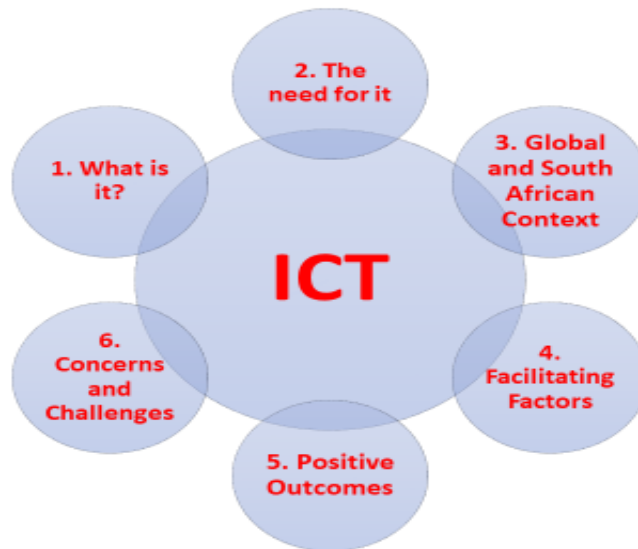 2. The
need for it
1. What is
it?
3. Global
and South
African
Context
ICT
6.
Concerns
and
Challenges
4.
Facilitating
Factors
5. Positive
Outcomes